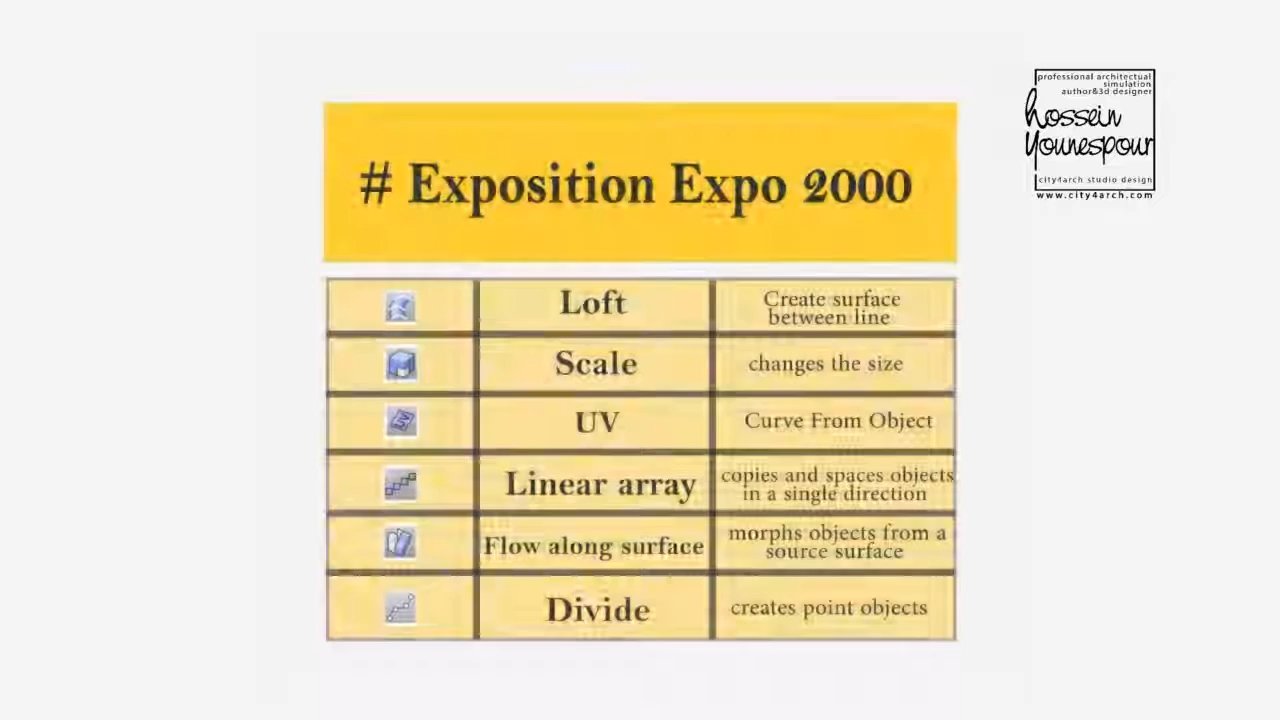 professional architectural
simulation
author&3d designer
hossein
Younespour
city4arch studio design
www.city4arch.com
# Exposition Expo 2000
Loft
Create surface
between line
Scale
changes the size
UV
Curve From Object
Linear array
copies and spaces objects
in a single direction
Flow along surface
morphs objects from a
source surface
Divide
creates point objects